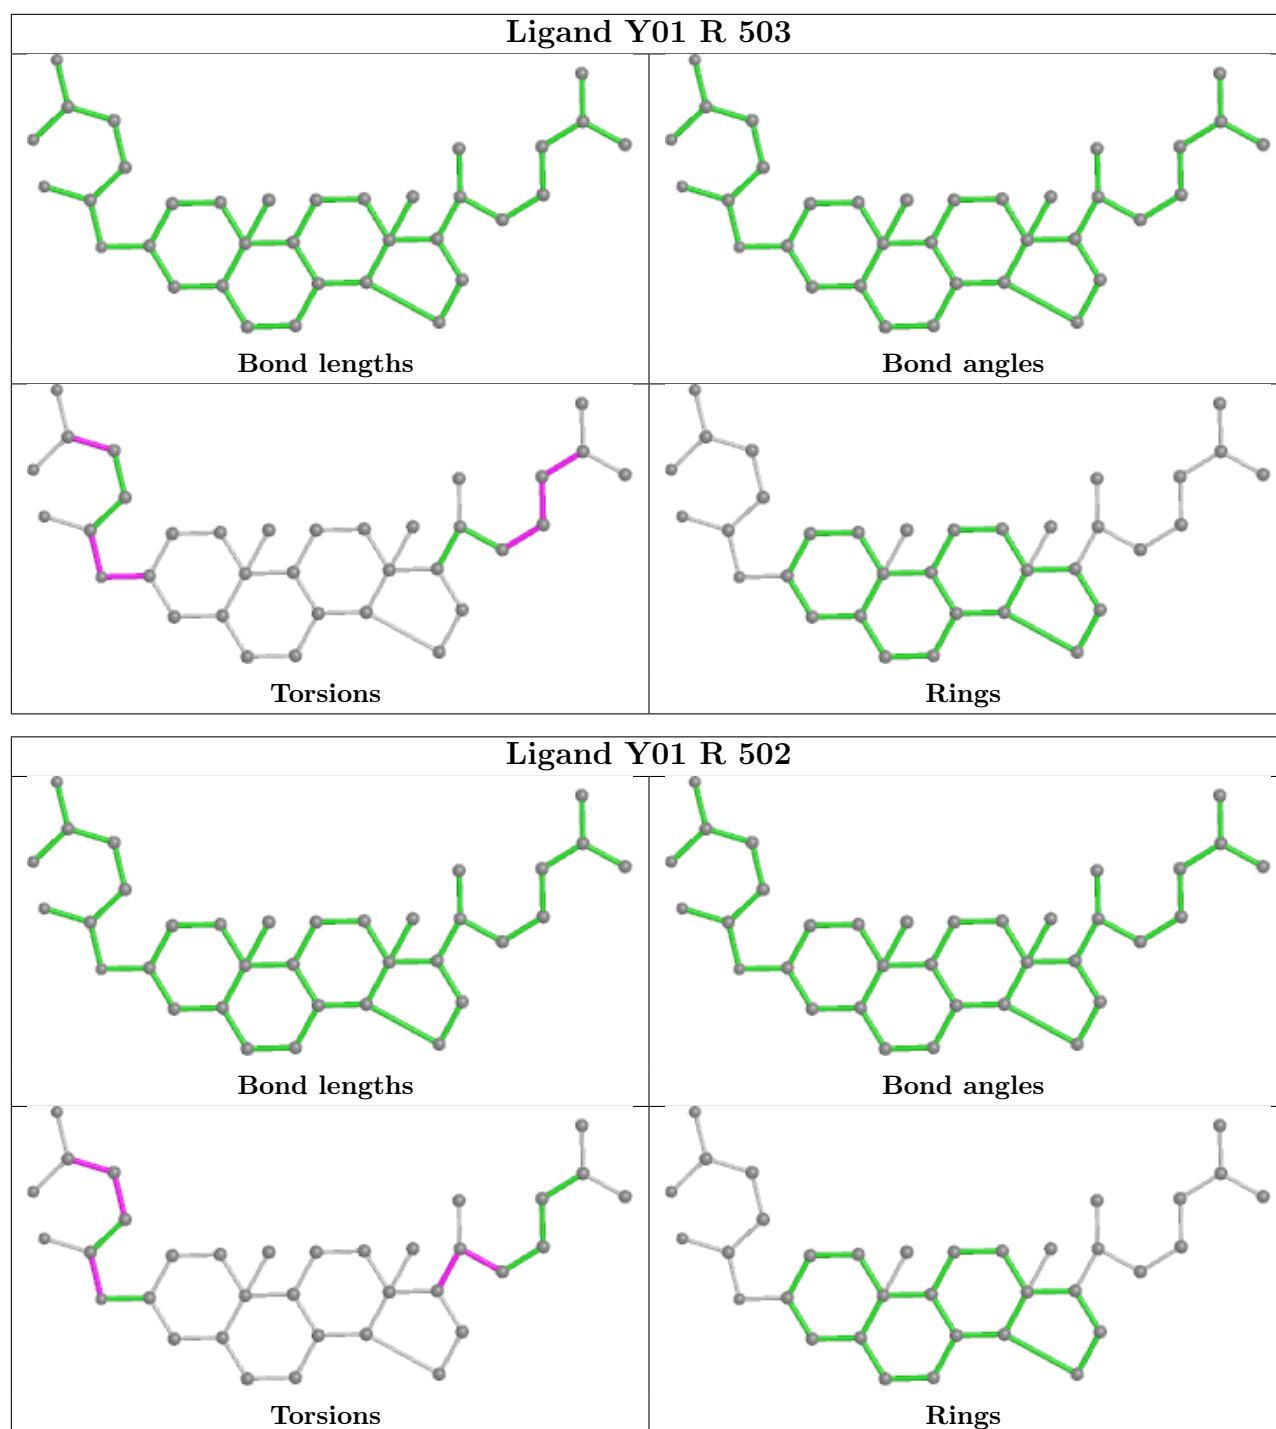 Ligand Y01 R 503
Bond lengths
Bond angles
Torsions
Rings
Ligand Y01 R 502
Bond lengths
Bond angles
Torsions
Rings